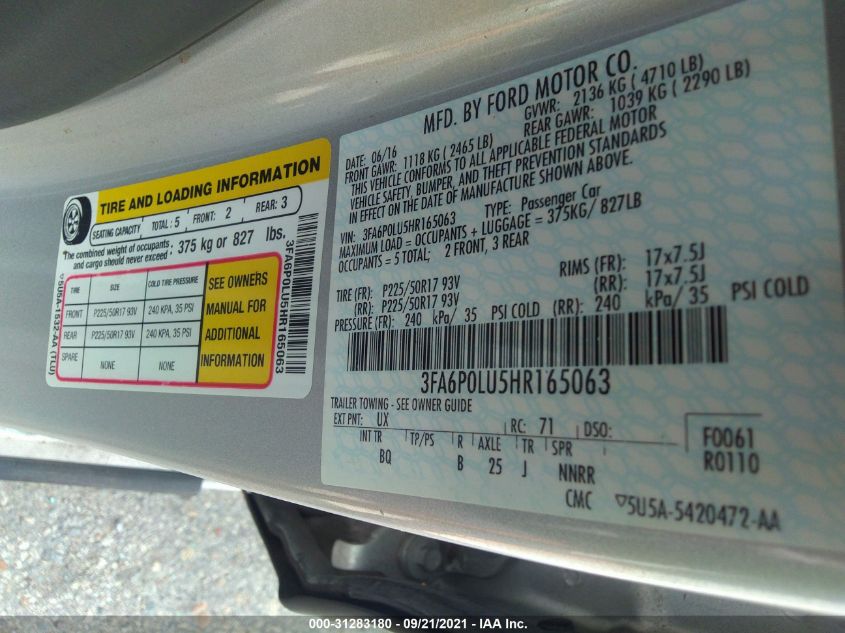 TIRE AND LOADING INFORMATION
SEATING CAPACITY TOTAL : 5 FRONT: 2 REAR: 3
The combined weight of occupants and cargo should never exceed : 375 kg or 827 lbs.
TIRE SIZE COLD TIRE PRESSURE
FRONT P225/50R17 93V 240 KPA, 35 PSI
REAR P225/50R17 93V 240 KPA, 35 PSI
SPARE NONE NONE
SEE OWNERS
MANUAL FOR
ADDITIONAL
INFORMATION
5U5A-1532-AA (TLU)
3FA6P0LU5HR165063
MFD. BY FORD MOTOR CO.
DATE: 06/16 GVWR: 2136 KG ( 4710 LB)
FRONT GAWR: 1118 KG ( 2465 LB) REAR GAWR: 1039 KG ( 2290 LB)
THIS VEHICLE CONFORMS TO ALL APPLICABLE FEDERAL MOTOR
VEHICLE SAFETY, BUMPER, AND THEFT PREVENTION STANDARDS
IN EFFECT ON THE DATE OF MANUFACTURE SHOWN ABOVE.
VIN: 3FA6P0LU5HR165063 TYPE: Passenger Car
MAXIMUM LOAD = OCCUPANTS + LUGGAGE = 375KG/ 827LB
OCCUPANTS = 5 TOTAL; 2 FRONT, 3 REAR
TIRE (FR): P225/50R17 93V RIMS (FR): 17x7.5J
(RR): P225/50R17 93V (RR): 17x7.5J
PRESSURE (FR): 240 kPa/ 35 PSI COLD (RR): 240 kPa/ 35 PSI COLD
3FA6P0LU5HR165063
TRAILER TOWING - SEE OWNER GUIDE
EXT PNT: UX RC: 71 DSO:
F0061
R0110
INT TR TP/PS R AXLE TR SPR
BQ B 25 J NNRR
CMC 5U5A-5420472-AA
000-31283180 - 09/21/2021 - IAA Inc.